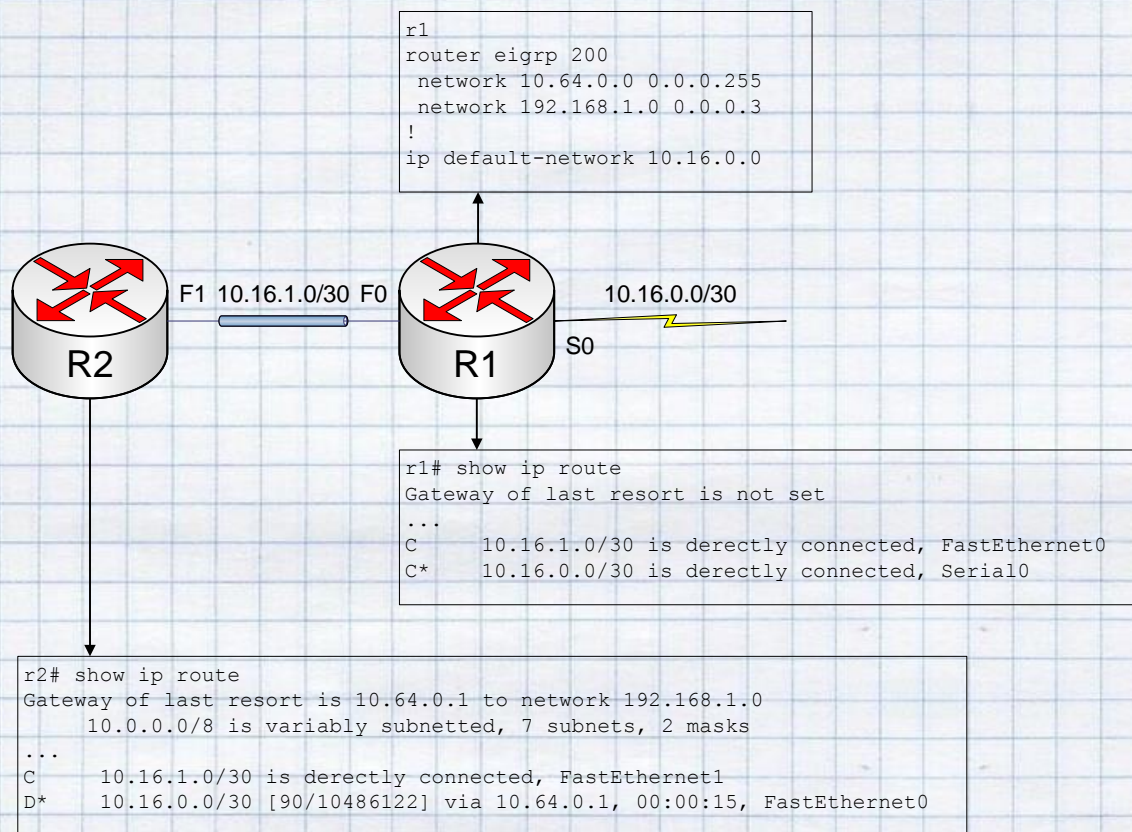 r1
router eigrp 200
network 10.64.0.0 0.0.0.255
network 192.168.1.0 0.0.0.3
!
ip default-network 10.16.0.0
F1 10.16.1.0/30 F0
10.16.0.0/30
R2
R1
S0
r1# show ip route
Gateway of last resort is not set
...
C 10.16.1.0/30 is derectly connected, FastEthernet0
C* 10.16.0.0/30 is derectly connected, Serial0
r2# show ip route
Gateway of last resort is 10.64.0.1 to network 192.168.1.0
10.0.0.0/8 is variably subnetted, 7 subnets, 2 masks
...
C 10.16.1.0/30 is derectly connected, FastEthernet1
D* 10.16.0.0/30 [90/10486122] via 10.64.0.1, 00:00:15, FastEthernet0